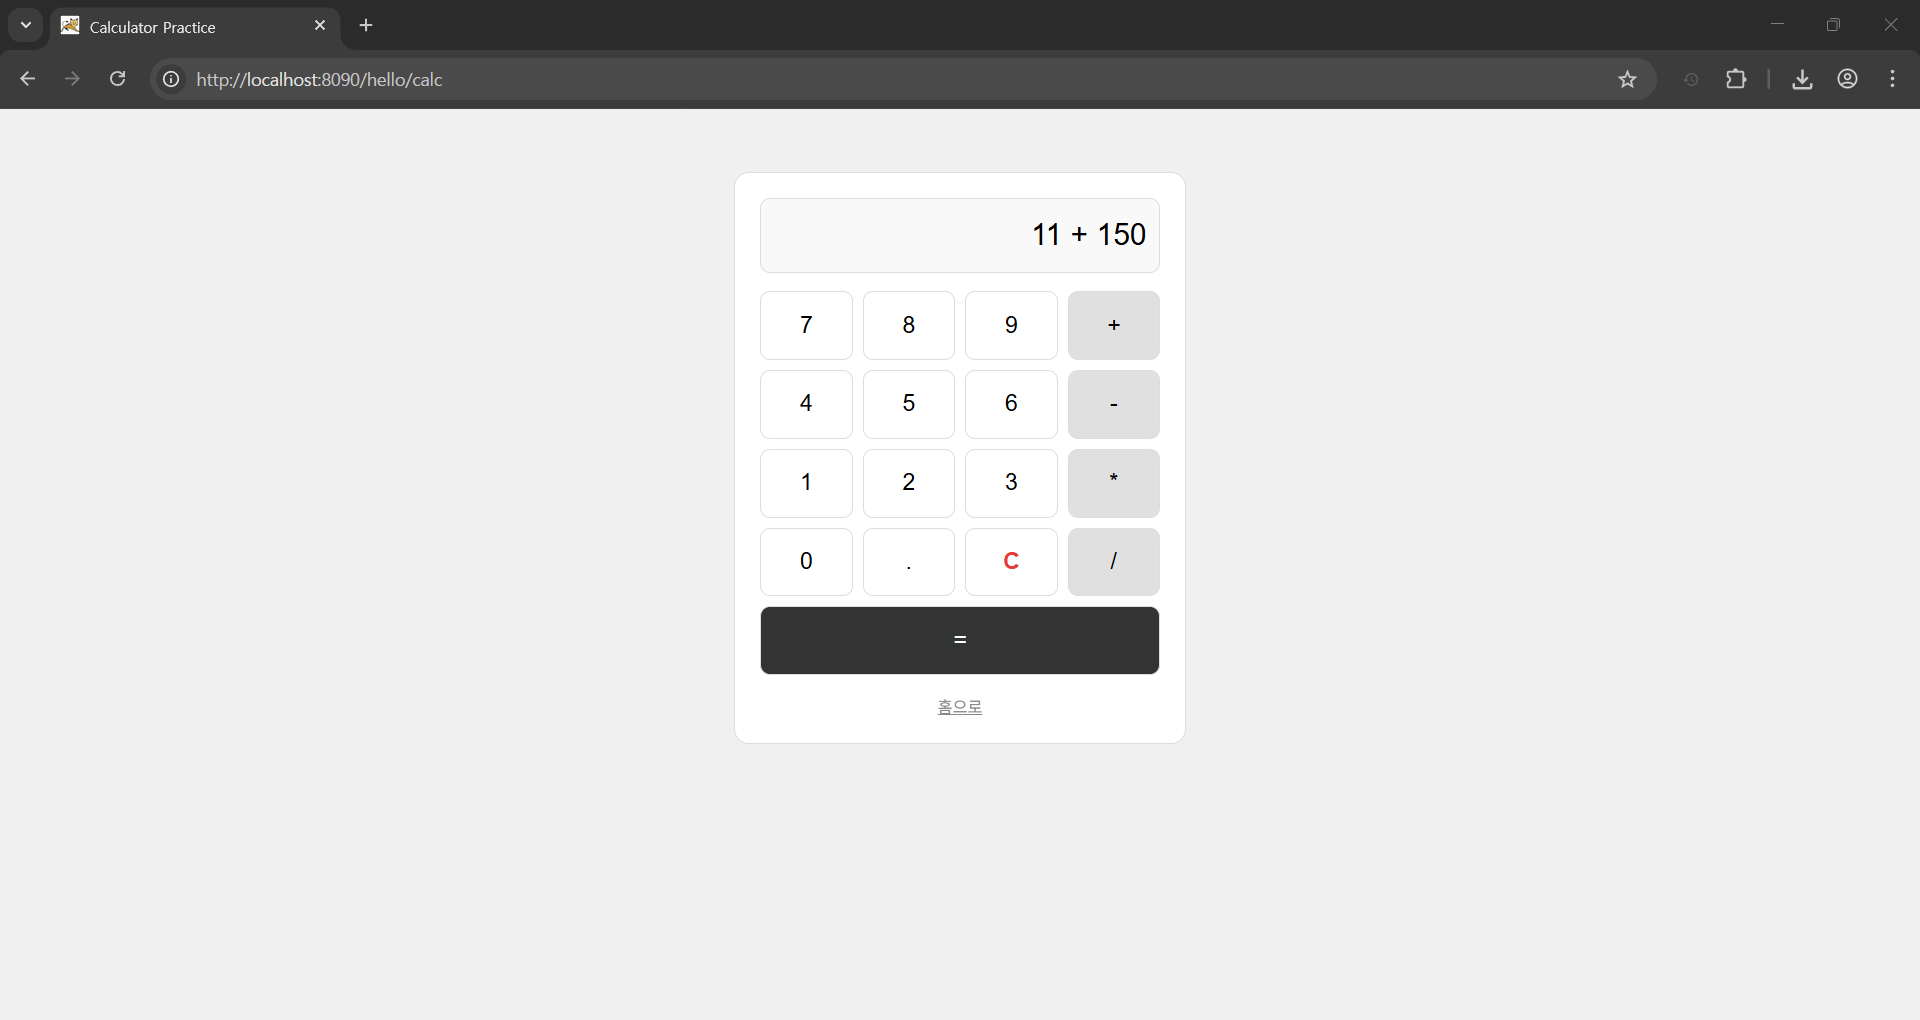 Calculator Practice
http://localhost:8090/hello/calc
11 + 150
7 8 9 +
4 5 6 -
1 2 3 *
0 . C /
=
홈으로